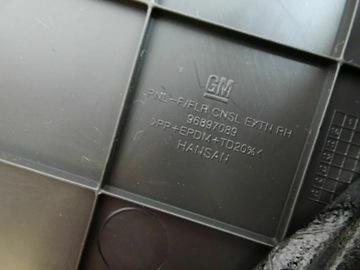 GM
PNL-F/FLR CNSL EXTN RH
96897089
>PP+EPDM+TD20%<
HANSAN